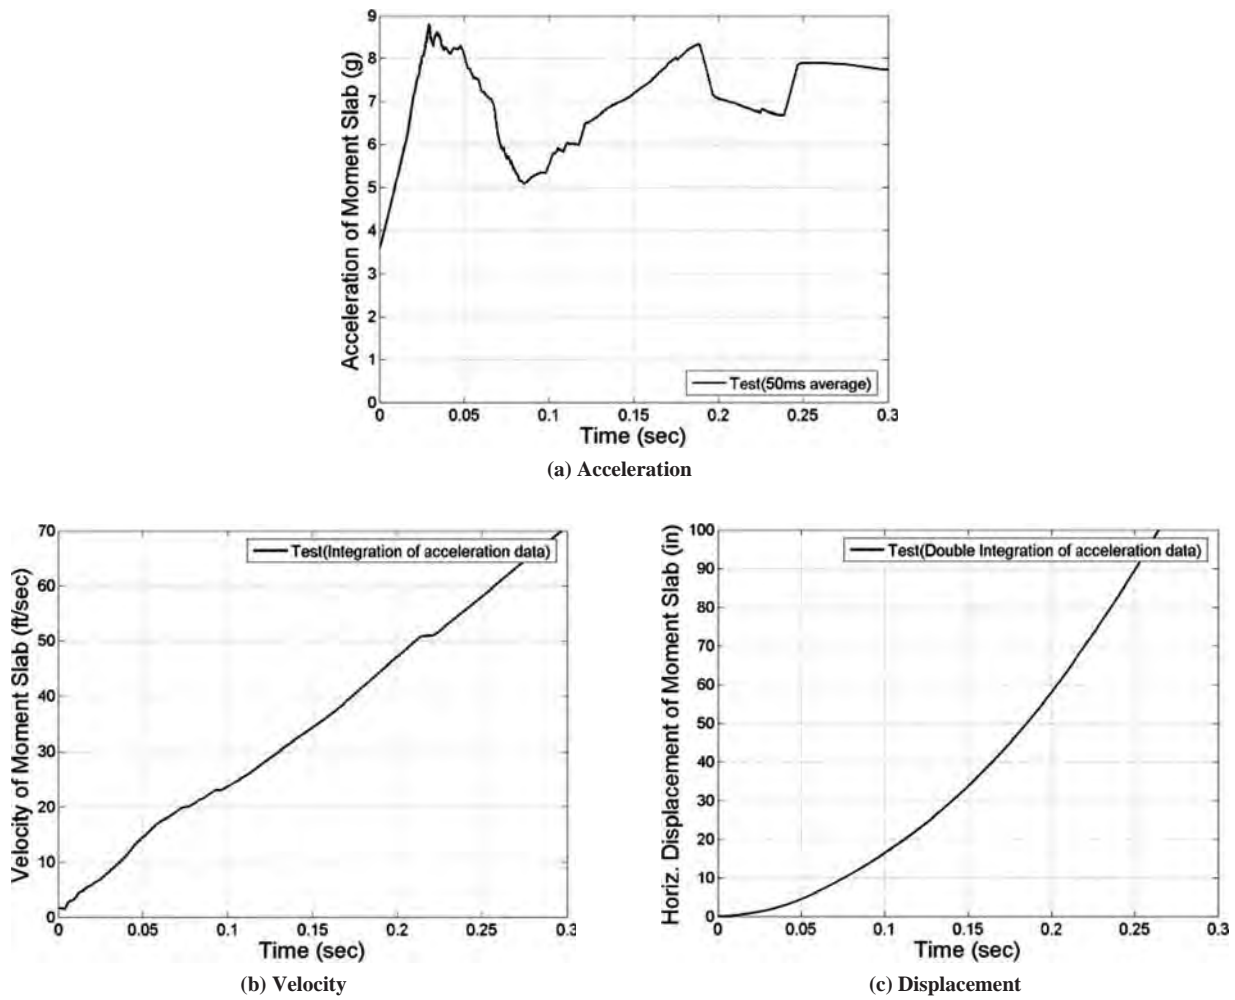 Acceleration of Moment Slab (g)
9
8
7
6
5
4
3
2
1
0
Test(50ms average)
0 0.05 0.1 0.15 0.2 0.25 0.3
Time (sec)
(a) Acceleration
Velocity of Moment Slab (ft/sec)
70
60
50
40
30
20
10
0
Test(Integration of acceleration data)
0 0.05 0.1 0.15 0.2 0.25 0.3
Time (sec)
(b) Velocity
Horiz. Displacement of Moment Slab (in)
100
90
80
70
60
50
40
30
20
10
0
Test(Double Integration of acceleration data)
0 0.05 0.1 0.15 0.2 0.25 0.3
Time (sec)
(c) Displacement